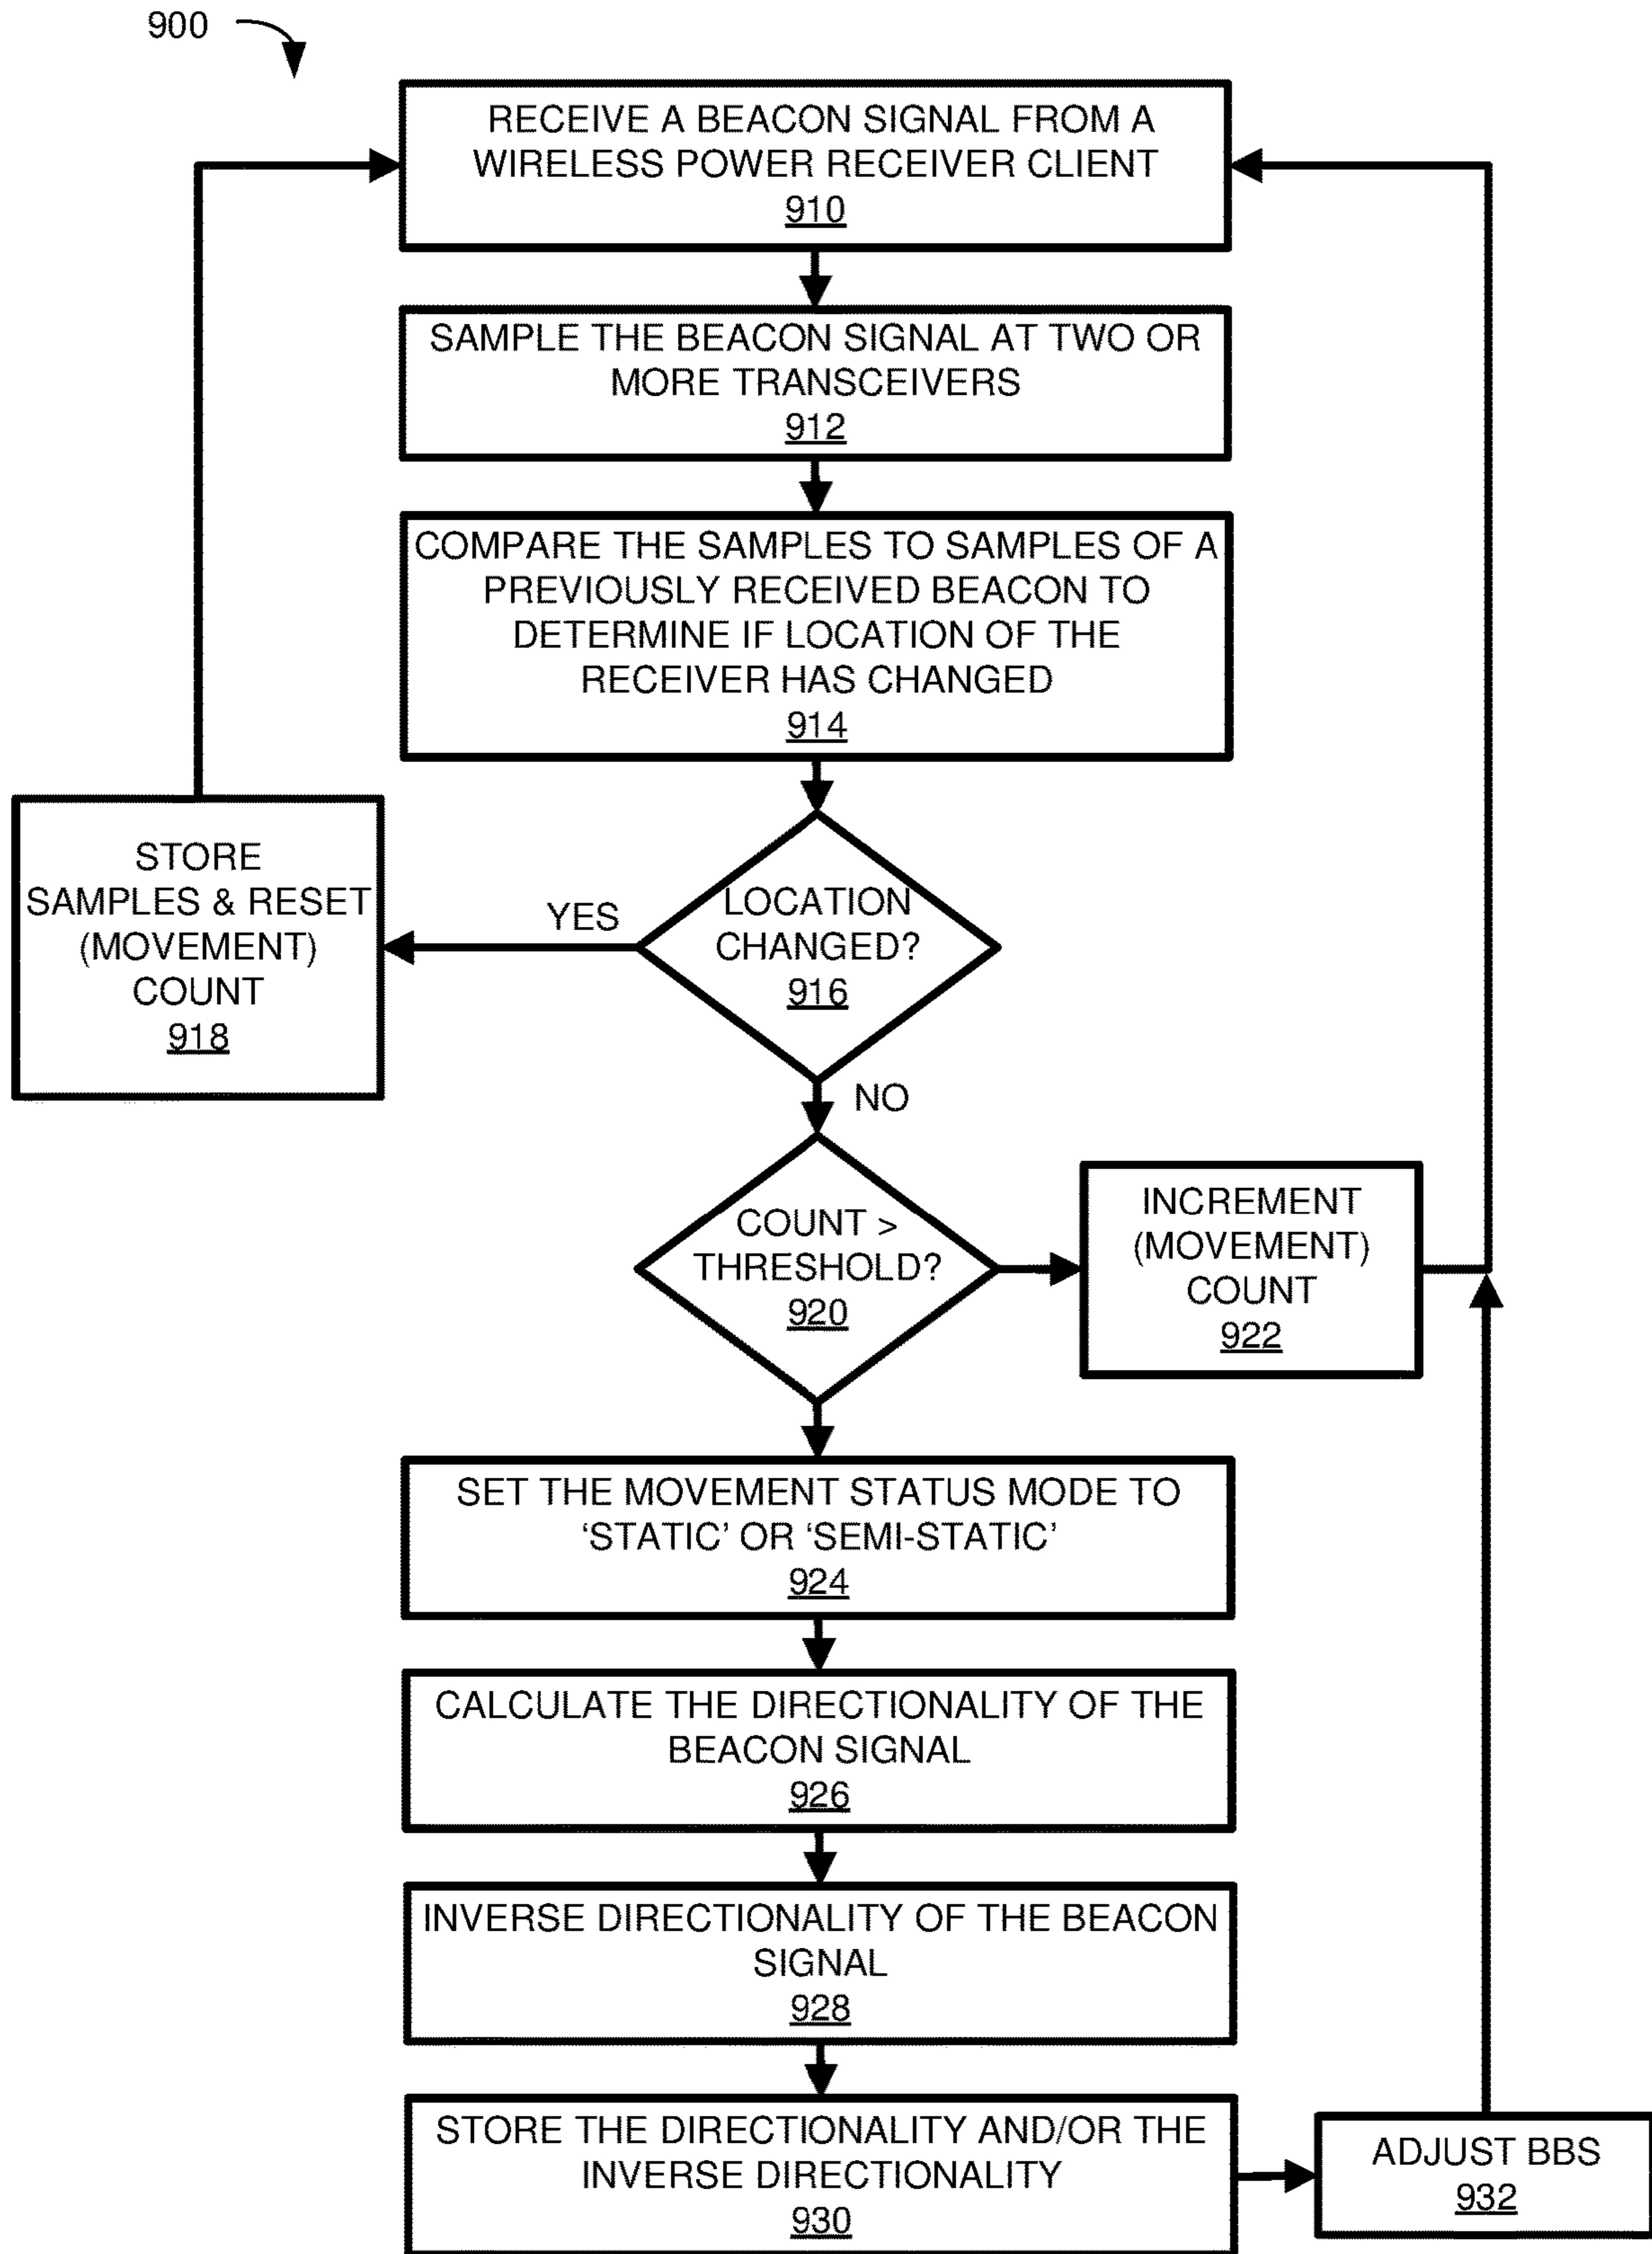 900
RECEIVE A BEACON SIGNAL FROM A
WIRELESS POWER RECEIVER CLIENT
910
SAMPLE THE BEACON SIGNAL AT TWO OR
MORE TRANSCEIVERS
912
COMPARE THE SAMPLES TO SAMPLES OF A
PREVIOUSLY RECEIVED BEACON TO
DETERMINE IF LOCATION OF THE
RECEIVER HAS CHANGED
914
LOCATION
CHANGED?
916
YES
STORE
SAMPLES & RESET
(MOVEMENT)
COUNT
918
NO
COUNT >
THRESHOLD?
920
INCREMENT
(MOVEMENT)
COUNT
922
SET THE MOVEMENT STATUS MODE TO
‘STATIC’ OR ‘SEMI-STATIC’
924
CALCULATE THE DIRECTIONALITY OF THE
BEACON SIGNAL
926
INVERSE DIRECTIONALITY OF THE BEACON
SIGNAL
928
STORE THE DIRECTIONALITY AND/OR THE
INVERSE DIRECTIONALITY
930
ADJUST BBS
932